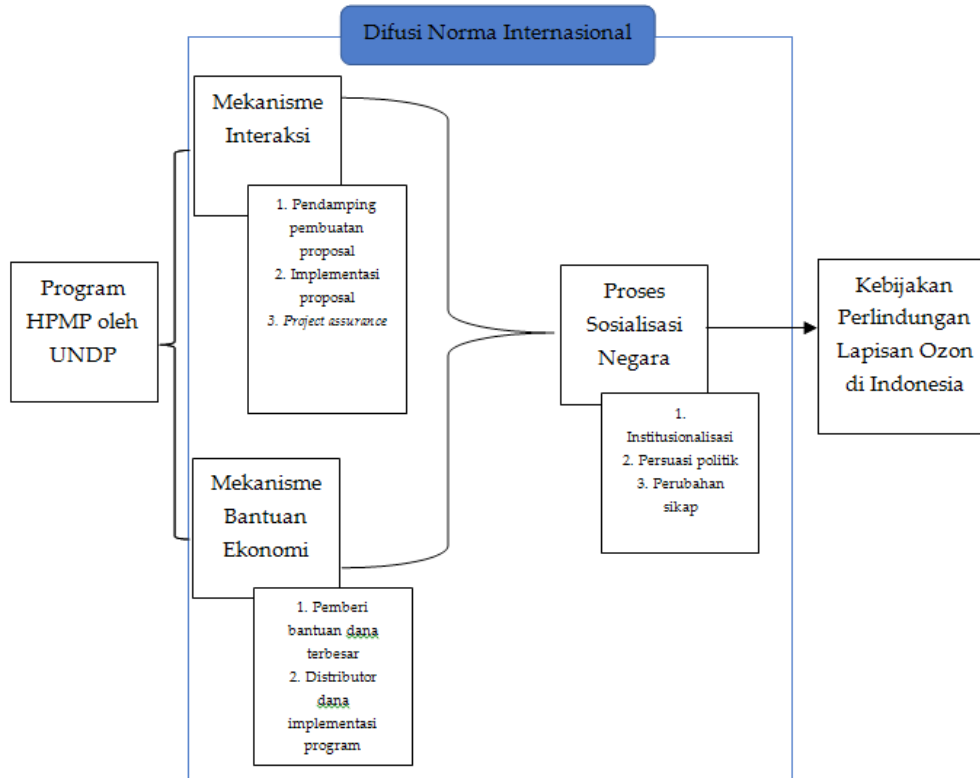 Difusi Norma Internasional
Mekanisme
Interaksi
1. Pendamping
pembuatan
proposal
2. Implementasi
proposal
3. Project assurance
Program
HPMP oleh
UNDP
Mekanisme
Bantuan
Ekonomi
1. Pemberi
bantuan dana
terbesar
2. Distributor
dana
implementasi
program
Proses
Sosialisasi
Negara
1.
Institusionalisasi
2. Persuasi politik
3. Perubahan
sikap
Kebijakan
Perlindungan
Lapisan Ozon
di Indonesia